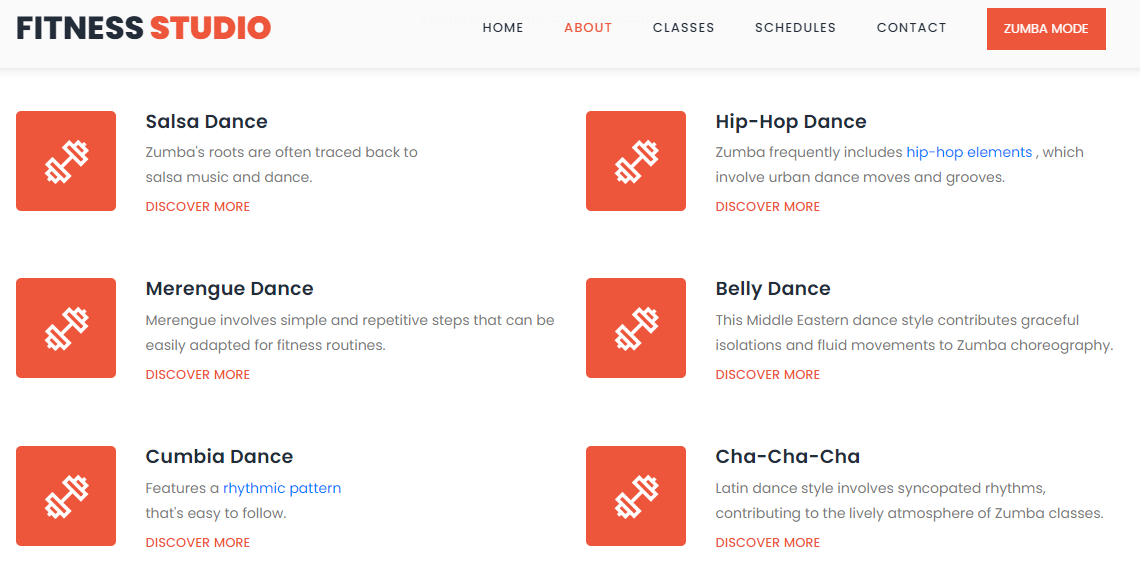 FITNESS STUDIO
HOME ABOUT CLASSES SCHEDULES CONTACT ZUMBA MODE
Salsa Dance
Zumba's roots are often traced back to
salsa music and dance.
DISCOVER MORE
Hip-Hop Dance
Zumba frequently includes hip-hop elements , which
involve urban dance moves and grooves.
DISCOVER MORE
Merengue Dance
Merengue involves simple and repetitive steps that can be
easily adapted for fitness routines.
DISCOVER MORE
Belly Dance
This Middle Eastern dance style contributes graceful
isolations and fluid movements to Zumba choreography.
DISCOVER MORE
Cumbia Dance
Features a rhythmic pattern
that's easy to follow.
DISCOVER MORE
Cha-Cha-Cha
Latin dance style involves syncopated rhythms,
contributing to the lively atmosphere of Zumba classes.
DISCOVER MORE